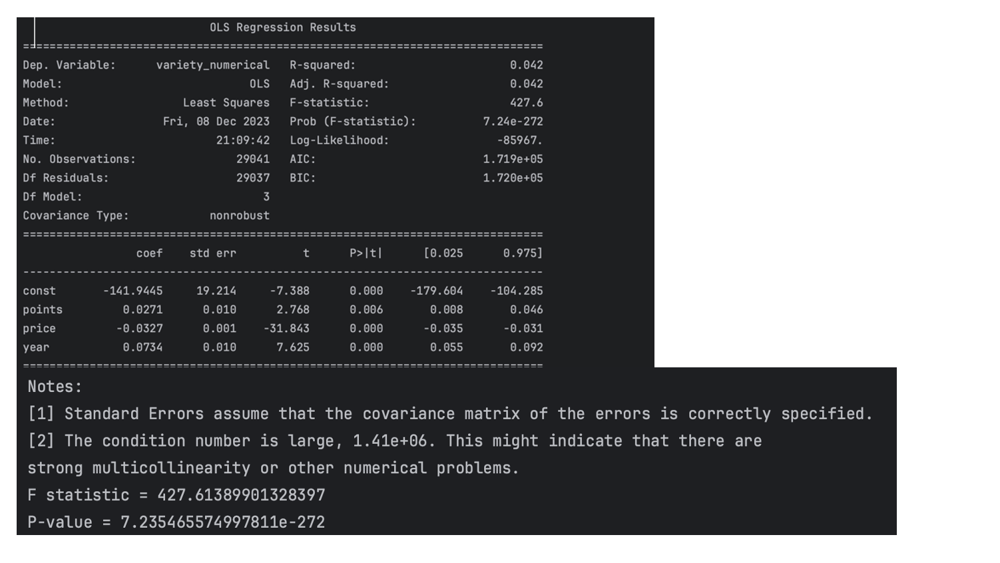 OLS Regression Results
==============================================================================
Dep. Variable:      variety_numerical   R-squared:                       0.042
Model:                            OLS   Adj. R-squared:                  0.042
Method:                 Least Squares   F-statistic:                     427.6
Date:                Fri, 08 Dec 2023   Prob (F-statistic):          7.24e-272
Time:                        21:09:42   Log-Likelihood:                -85967.
No. Observations:               29041   AIC:                         1.719e+05
Df Residuals:                   29037   BIC:                         1.720e+05
Df Model:                           3
Covariance Type:            nonrobust
==============================================================================
                 coef    std err          t      P>|t|      [0.025      0.975]
------------------------------------------------------------------------------
const       -141.9445     19.214     -7.388      0.000    -179.604    -104.285
points         0.0271      0.010      2.768      0.006       0.008       0.046
price         -0.0327      0.001    -31.843      0.000      -0.035      -0.031
year           0.0734      0.010      7.625      0.000       0.055       0.092
==============================================================================
Notes:
[1] Standard Errors assume that the covariance matrix of the errors is correctly specified.
[2] The condition number is large, 1.41e+06. This might indicate that there are
strong multicollinearity or other numerical problems.
F statistic = 427.61389901328397
P-value = 7.235465574997811e-272